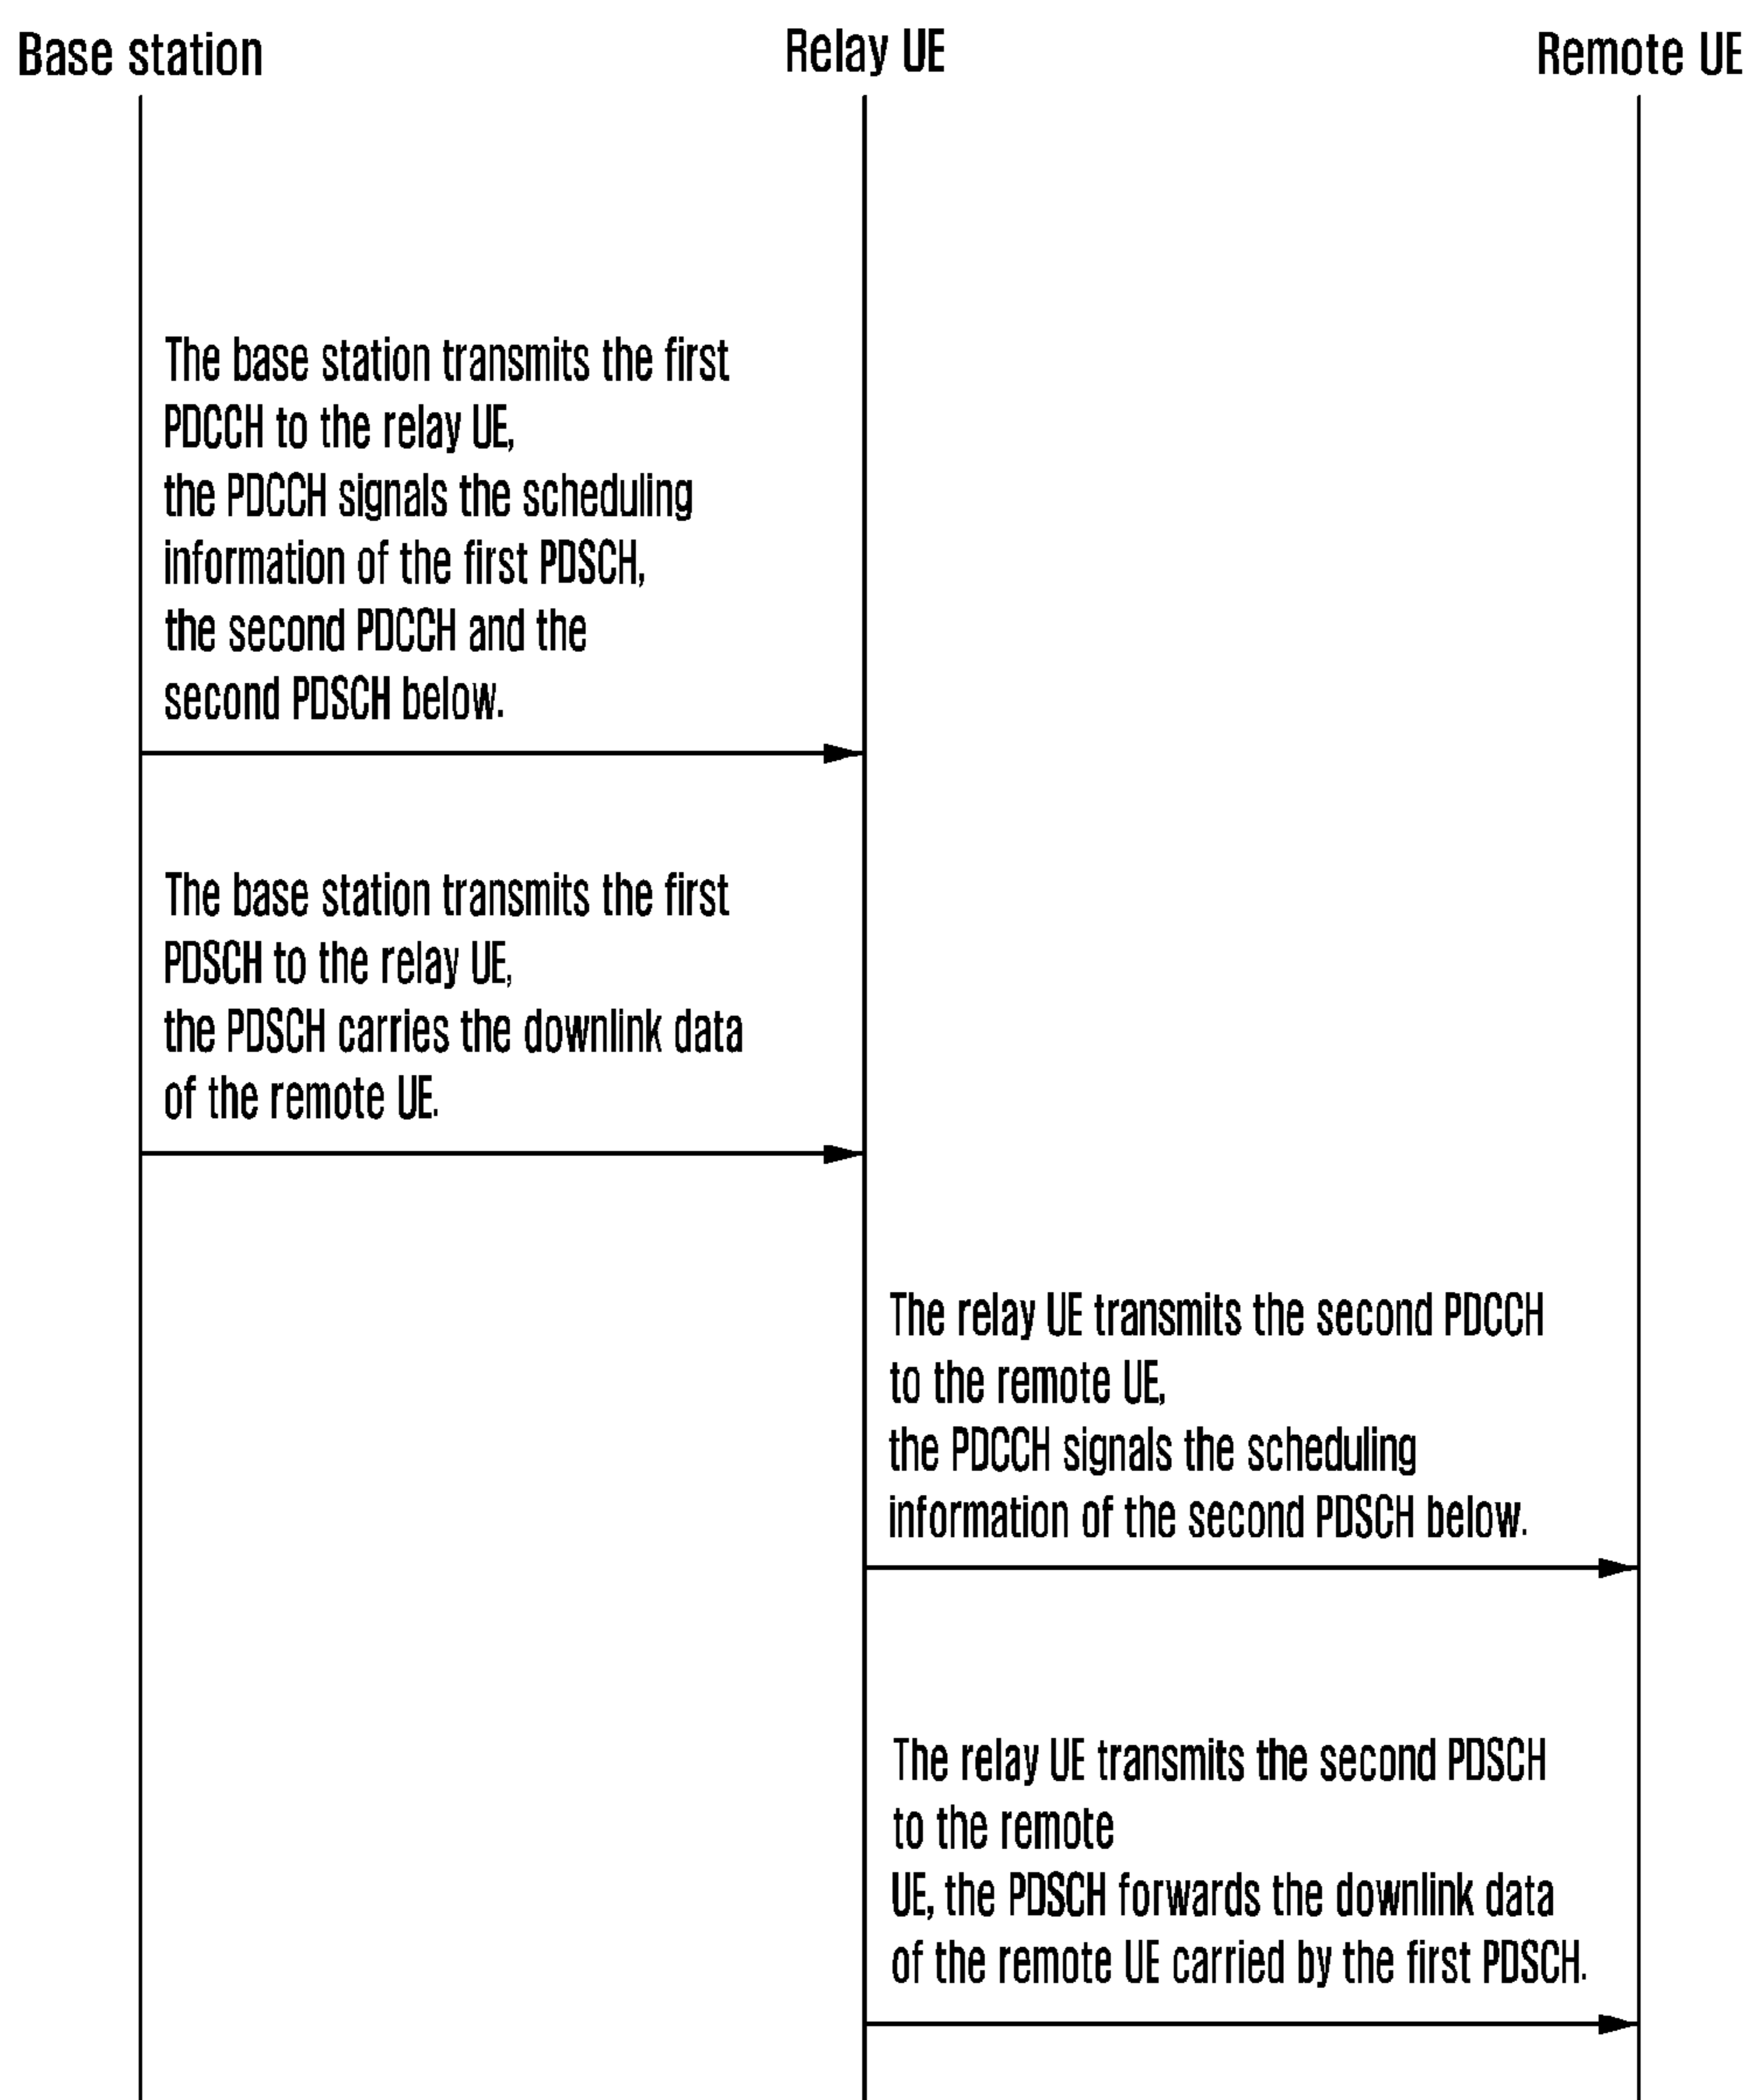 Base station
Relay UE
Remote UE
The base station transmits the first
PDCCH to the relay UE,
the PDCCH signals the scheduling
information of the first PDSCH,
the second PDCCH and the
second PDSCH below.
The base station transmits the first
PDSCH to the relay UE,
the PDSCH carries the downlink data
of the remote UE.
The relay UE transmits the second PDCCH
to the remote UE,
the PDCCH signals the scheduling
information of the second PDSCH below.
The relay UE transmits the second PDSCH
to the remote
UE, the PDSCH forwards the downlink data
of the remote UE carried by the first PDSCH.